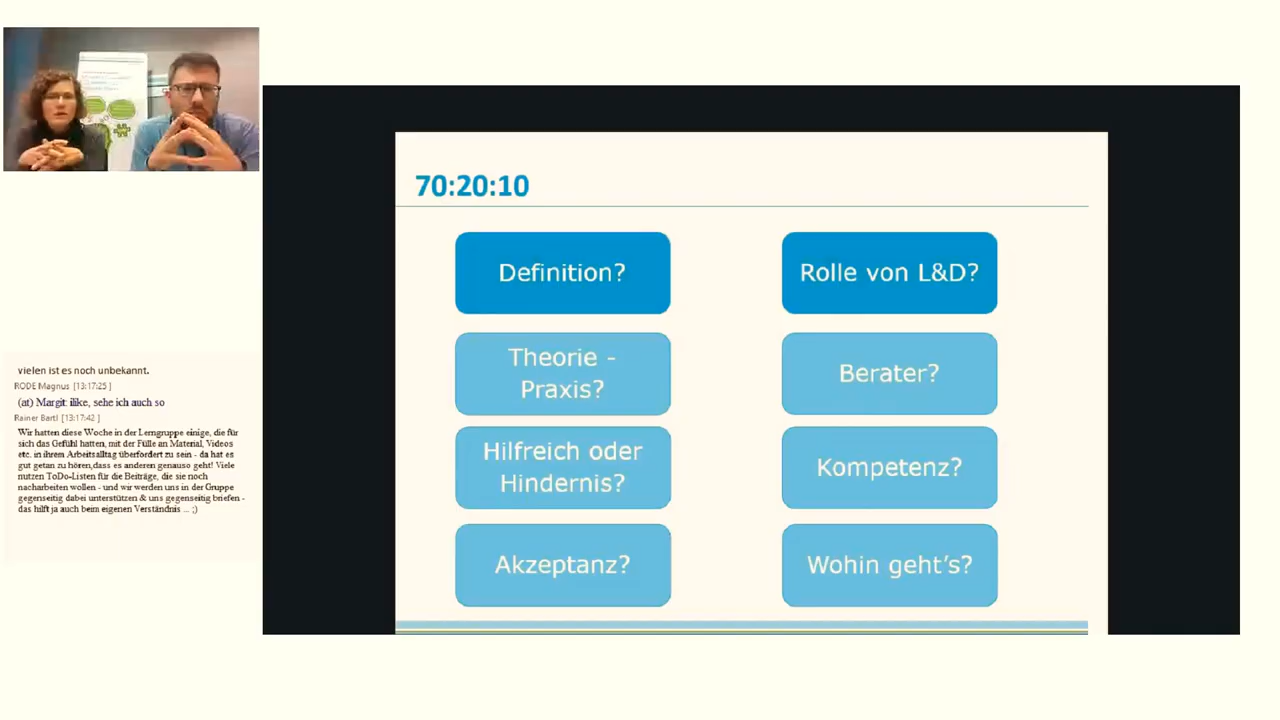 vielen ist es noch unbekannt.
RODE Magnus [13:17:25 ]
(at) Margit: ilike, sehe ich auch so
Rainer Bartl [13:17:42 ]
Wir hatten diese Woche in der Lerngruppe einige, die für
sich das Gefühl hatten, mit der Fülle an Material, Videos
etc. in ihrem Arbeitsalltag überfordert zu sein - da hat es
gut getan zu hören,dass es anderen genauso geht! Viele
nutzen ToDo-Listen für die Beiträge, die sie noch
nacharbeiten wollen - und wir werden uns in der Gruppe
gegenseitig dabei unterstützen & uns gegenseitig briefen -
das hilft ja auch beim eigenen Verständnis ... ;)
70:20:10
Definition?
Rolle von L&D?
Theorie -
Praxis?
Berater?
Hilfreich oder
Hindernis?
Kompetenz?
Akzeptanz?
Wohin geht's?